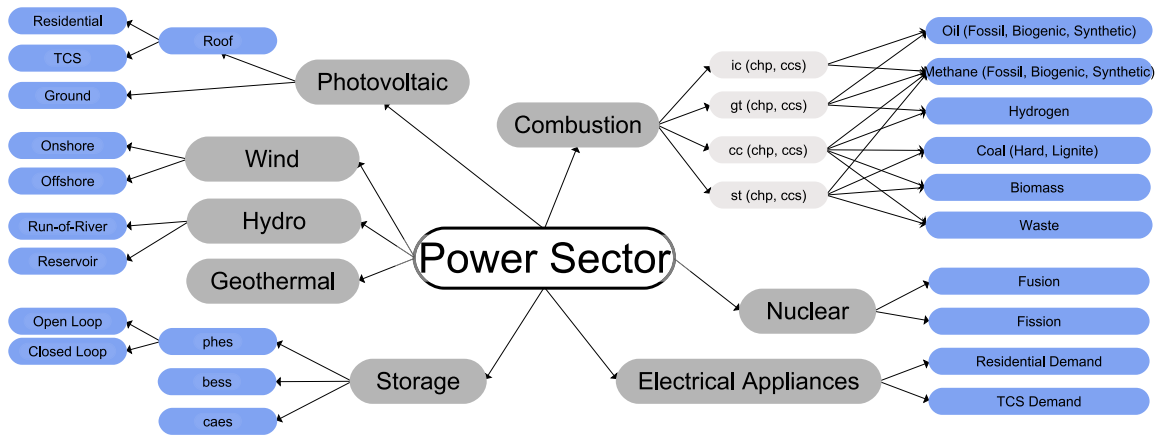 Residential
TCS
Roof
Ground
Photovoltaic
Onshore
Offshore
Wind
Run-of-River
Reservoir
Hydro
Geothermal
Open Loop
Closed Loop
phes
bess
caes
Storage
Power Sector
Combustion
ic (chp, ccs)
gt (chp, ccs)
cc (chp, ccs)
st (chp, ccs)
Oil (Fossil, Biogenic, Synthetic)
Methane (Fossil, Biogenic, Synthetic)
Hydrogen
Coal (Hard, Lignite)
Biomass
Waste
Nuclear
Fusion
Fission
Electrical Appliances
Residential Demand
TCS Demand